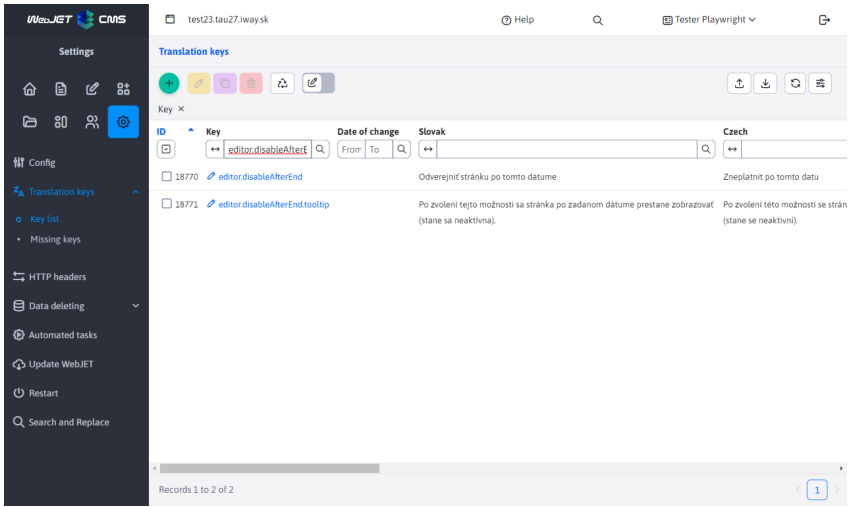 WebJET CMS
test23.tau27.iway.sk
Help
Tester Playwright
Settings
Translation keys
Key ×
ID Key Date of change Slovak Czech
editor.disableAfterE From To
18770 editor.disableAfterEnd Odverejniť stránku po tomto dátume Zneplatnit po tomto datu
18771 editor.disableAfterEnd.tooltip Po zvolení tejto možnosti sa stránka po zadanom dátume prestane zobrazovať Po zvolení této možnosti se strán
(stane sa neaktívna). (stane se neaktivní).
Config
Translation keys
Key list
Missing keys
HTTP headers
Data deleting
Automated tasks
Update WebJET
Restart
Search and Replace
Records 1 to 2 of 2
1